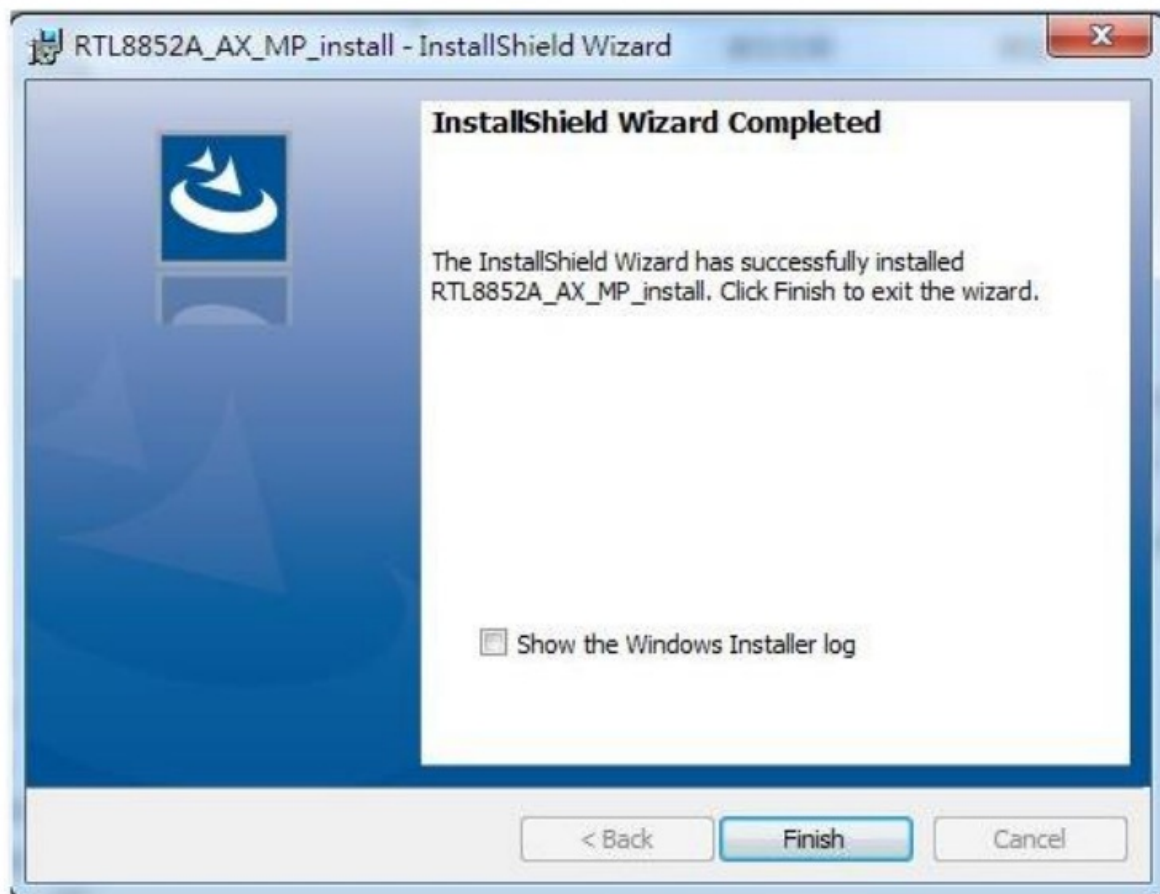 RTL8852A_AX_MP_install - InstallShield Wizard
InstallShield Wizard Completed
The InstallShield Wizard has successfully installed
RTL8852A_AX_MP_install. Click Finish to exit the wizard.
Show the Windows Installer log
< Back
Finish
Cancel